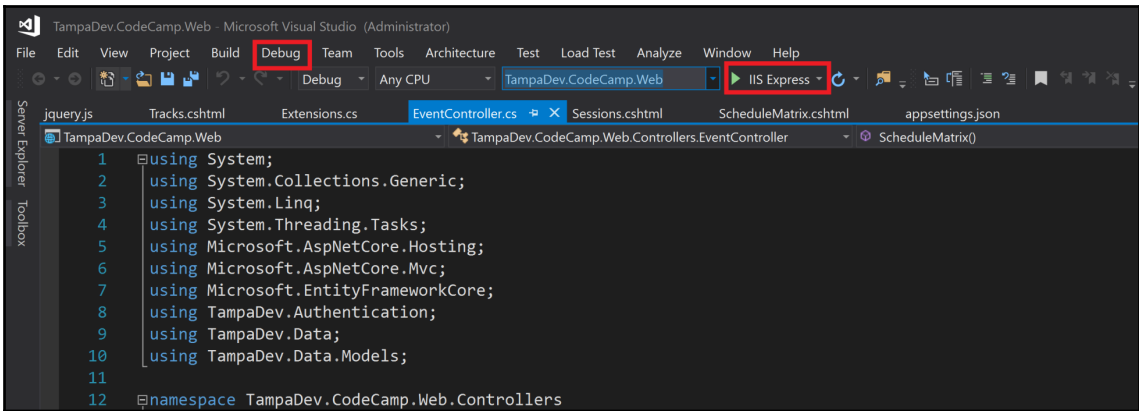 TampaDev.CodeCamp.Web - Microsoft Visual Studio (Administrator)
File Edit View Project Build Debug Team Tools Architecture Test Load Test Analyze Window Help
Debug Any CPU TampaDev.CodeCamp.Web IIS Express
Server Explorer
Toolbox
jquery.js Tracks.cshtml Extensions.cs EventController.cs Sessions.cshtml ScheduleMatrix.cshtml appsettings.json
TampaDev.CodeCamp.Web TampaDev.CodeCamp.Web.Controllers.EventController ScheduleMatrix()
1 using System;
2 using System.Collections.Generic;
3 using System.Linq;
4 using System.Threading.Tasks;
5 using Microsoft.AspNetCore.Hosting;
6 using Microsoft.AspNetCore.Mvc;
7 using Microsoft.EntityFrameworkCore;
8 using TampaDev.Authentication;
9 using TampaDev.Data;
10 using TampaDev.Data.Models;
11
12 namespace TampaDev.CodeCamp.Web.Controllers